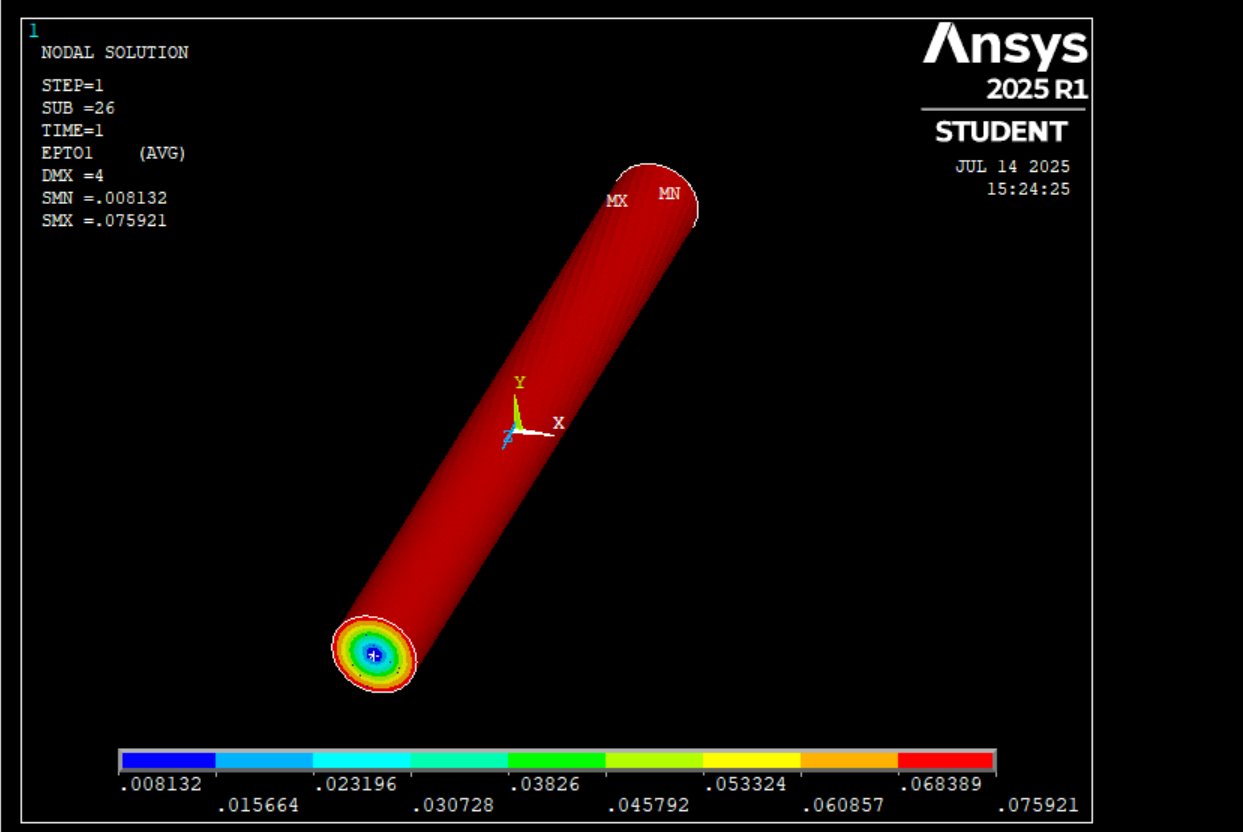 1
NODAL SOLUTION
STEP=1
SUB =26
TIME=1
EPTO1 (AVG)
DMX =4
SMN =.008132
SMX =.075921
Ansys
2025 R1
STUDENT
JUL 14 2025
15:24:25
MX MN
Y
X
Z
.008132 .023196 .03826 .053324 .068389
.015664 .030728 .045792 .060857 .075921